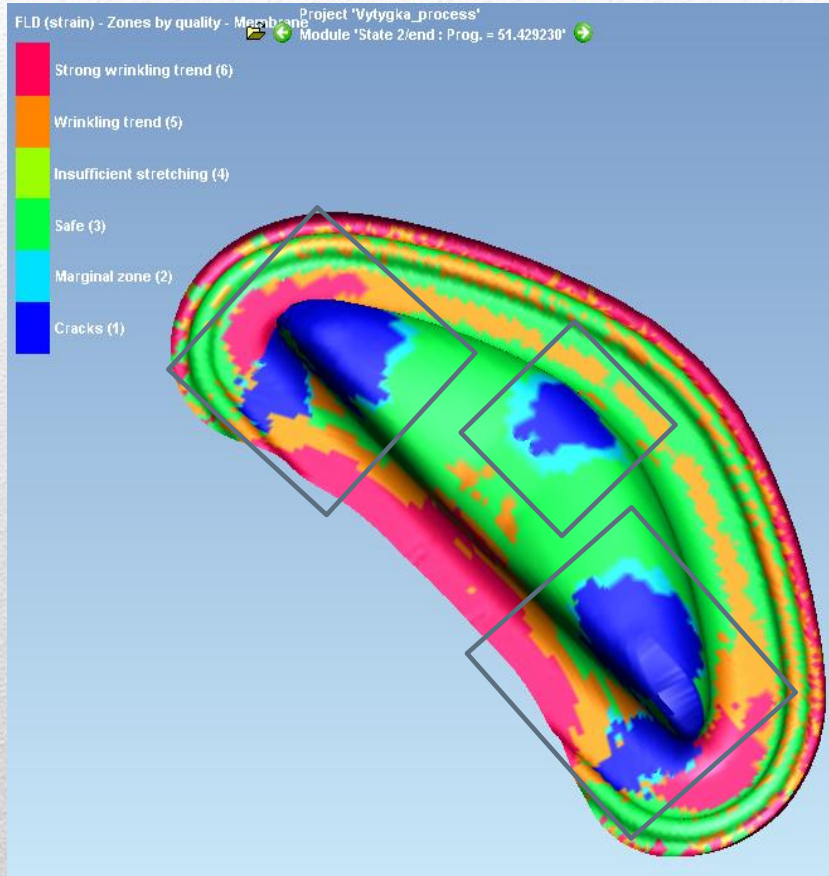 FLD (strain) - Zones by quality - Membrane
Project 'Vytygka_process'
Module 'State 2/end : Prog. = 51.429230'
Strong wrinkling trend (6)
Wrinkling trend (5)
Insufficient stretching (4)
Safe (3)
Marginal zone (2)
Cracks (1)